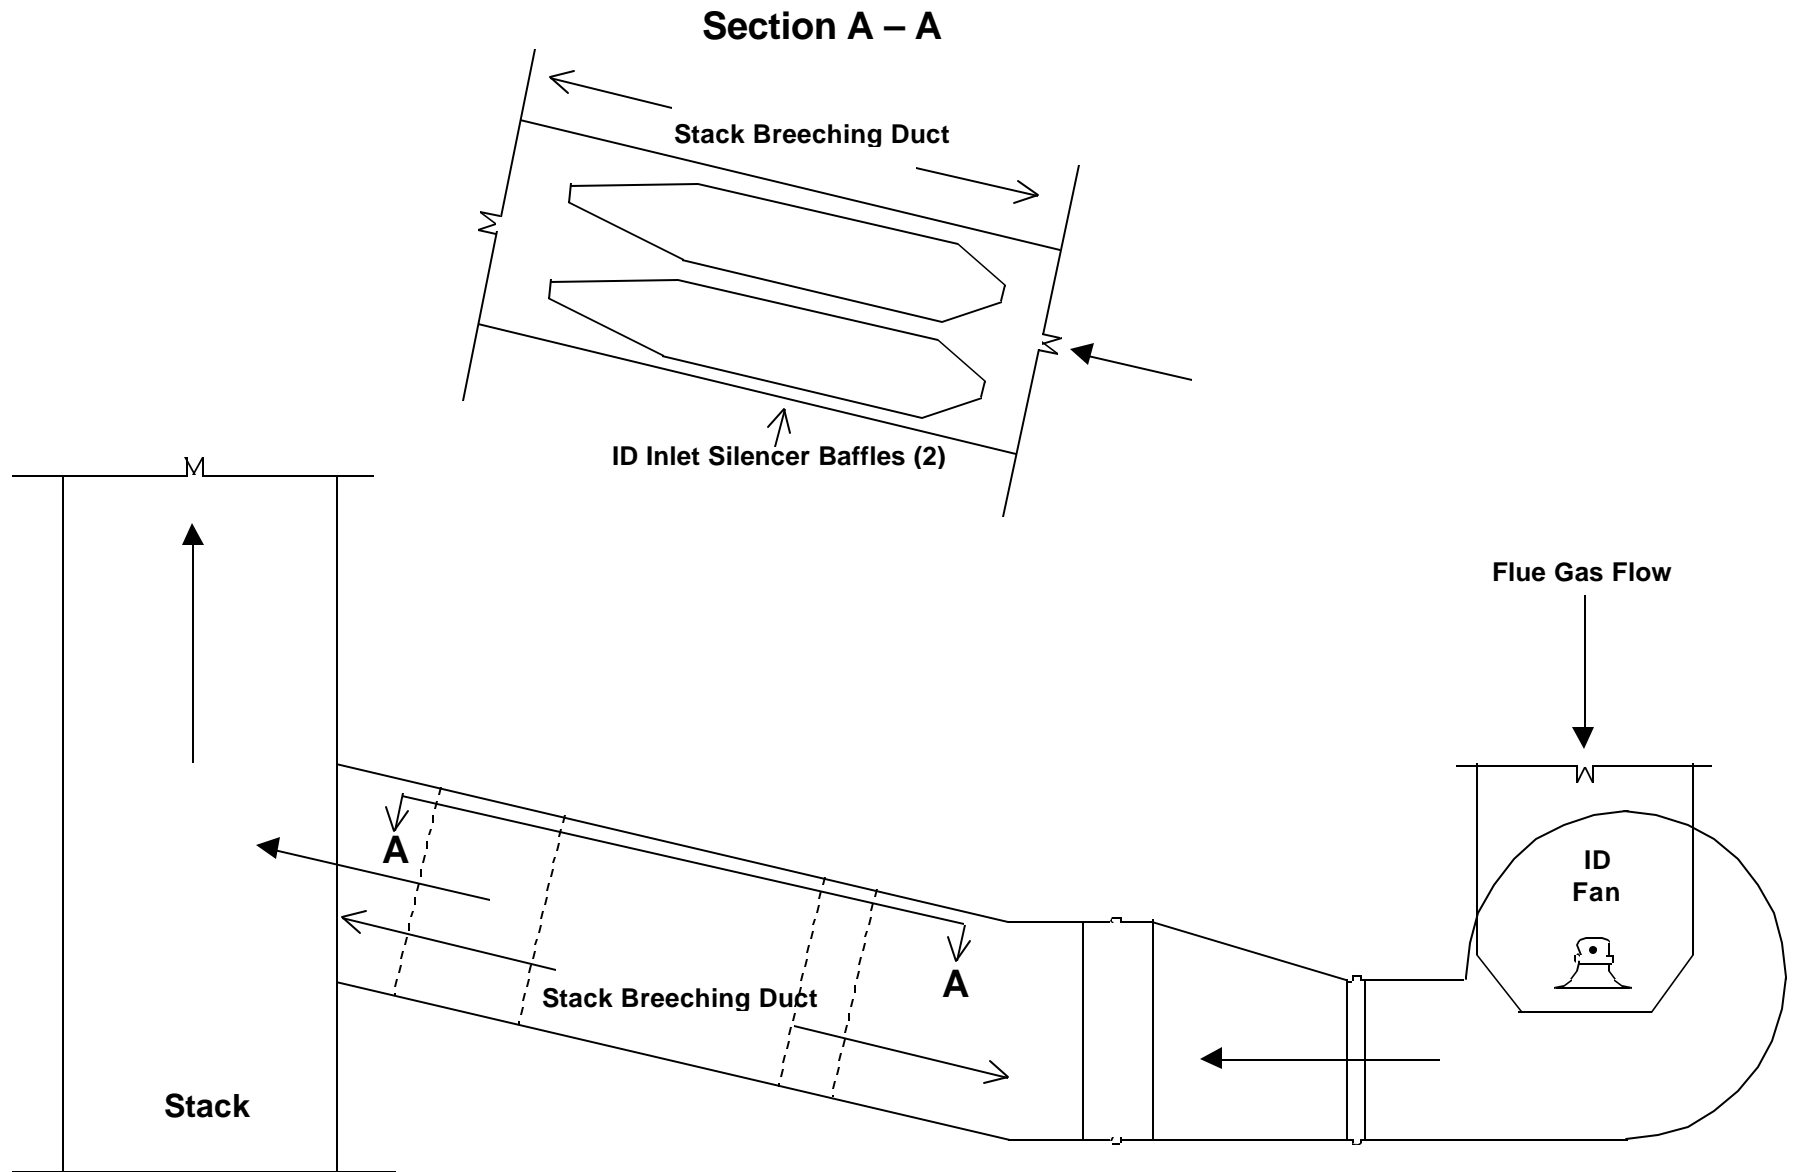 Section A – A
Stack Breeching Duct
ID Inlet Silencer Baffles (2)
Flue Gas Flow
ID
Fan
A
A
Stack Breeching Duct
Stack